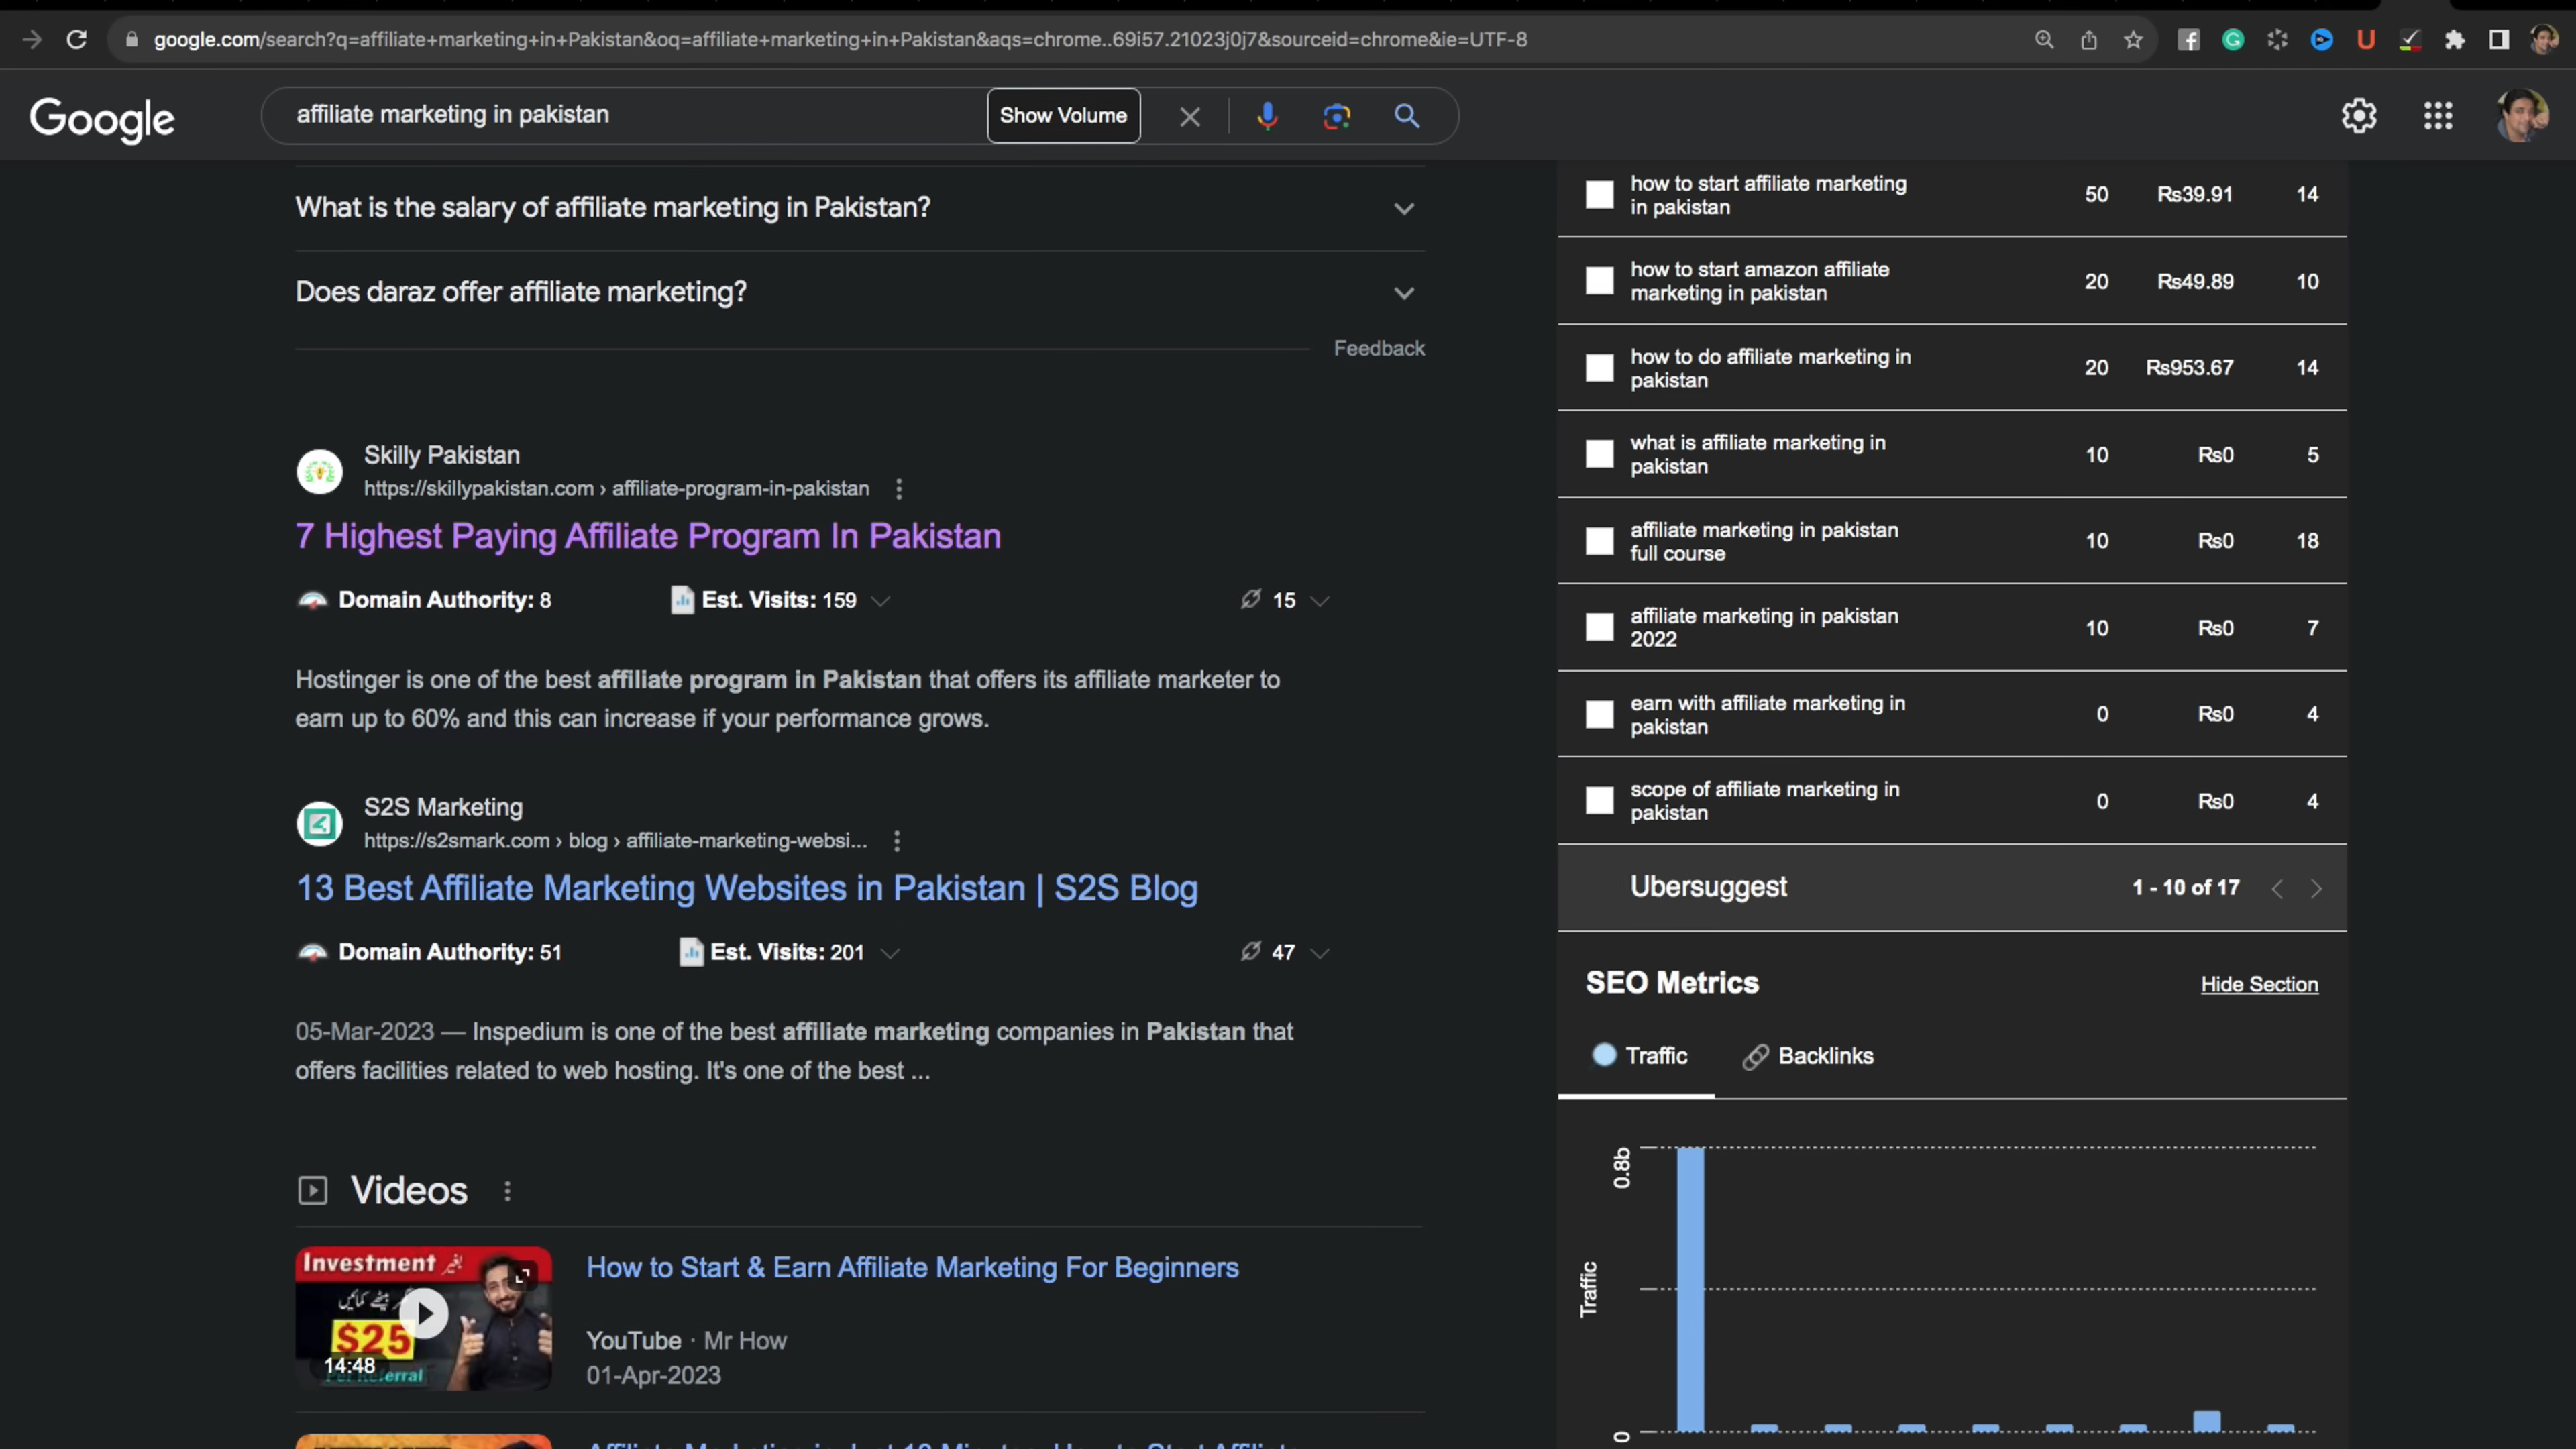 google.com/search?q=affiliate+marketing+in+Pakistan&oq=affiliate+marketing+in+Pakistan&aqs=chrome..69i57.21023j0j7&sourceid=chrome&ie=UTF-8
Google
affiliate marketing in pakistan
Show Volume
What is the salary of affiliate marketing in Pakistan?
Does daraz offer affiliate marketing?
Feedback
Skilly Pakistan
https://skillypakistan.com › affiliate-program-in-pakistan
7 Highest Paying Affiliate Program In Pakistan
Domain Authority: 8 Est. Visits: 159 15
Hostinger is one of the best affiliate program in Pakistan that offers its affiliate marketer to
earn up to 60% and this can increase if your performance grows.
S2S Marketing
https://s2smark.com › blog › affiliate-marketing-websi...
13 Best Affiliate Marketing Websites in Pakistan | S2S Blog
Domain Authority: 51 Est. Visits: 201 47
05-Mar-2023 — Inspedium is one of the best affiliate marketing companies in Pakistan that
offers facilities related to web hosting. It's one of the best ...
Videos
Investment بغیر
گھر بیٹھے کمائیں
$25
14:48
How to Start & Earn Affiliate Marketing For Beginners
YouTube · Mr How
01-Apr-2023
how to start affiliate marketing
in pakistan
50 Rs39.91 14
how to start amazon affiliate
marketing in pakistan
20 Rs49.89 10
how to do affiliate marketing in
pakistan
20 Rs953.67 14
what is affiliate marketing in
pakistan
10 Rs0 5
affiliate marketing in pakistan
full course
10 Rs0 18
affiliate marketing in pakistan
2022
10 Rs0 7
earn with affiliate marketing in
pakistan
0 Rs0 4
scope of affiliate marketing in
pakistan
0 Rs0 4
Ubersuggest 1 - 10 of 17
SEO Metrics Hide Section
Traffic Backlinks
0.8b
Traffic
0